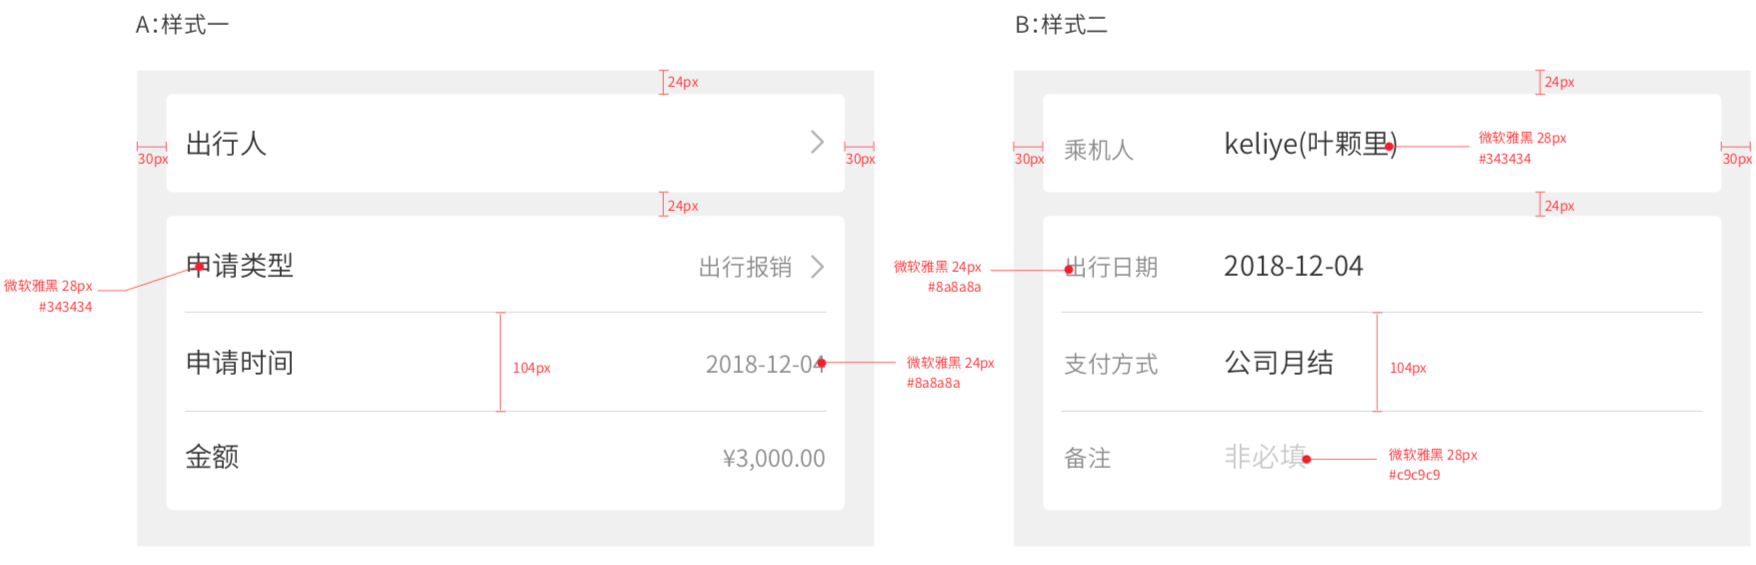 A:样式一
24px
出行人
30px
30px
24px
申请类型
出行报销
微软雅黑 28px
#343434
申请时间
104px
2018-12-04
微软雅黑 24px
#8a8a8a
金额
¥3,000.00
B:样式二
24px
30px
乘机人
keliye(叶颗里)
微软雅黑 28px
#343434
30px
24px
微软雅黑 24px
#8a8a8a
出行日期
2018-12-04
支付方式
公司月结
104px
备注
非必填
微软雅黑 28px
#c9c9c9